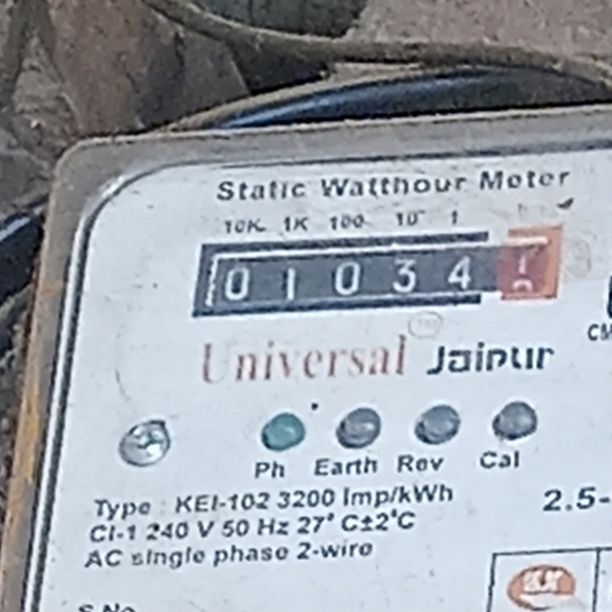 Static Watthour Meter
10K 1K 100 10 1
01034
Universal Jaipur
Ph Earth Rev Cal
Type : KEI-102 3200 Imp/kWh
Cl-1 240 V 50 Hz 27° C±2°C
AC single phase 2-wire
2.5-
S.No